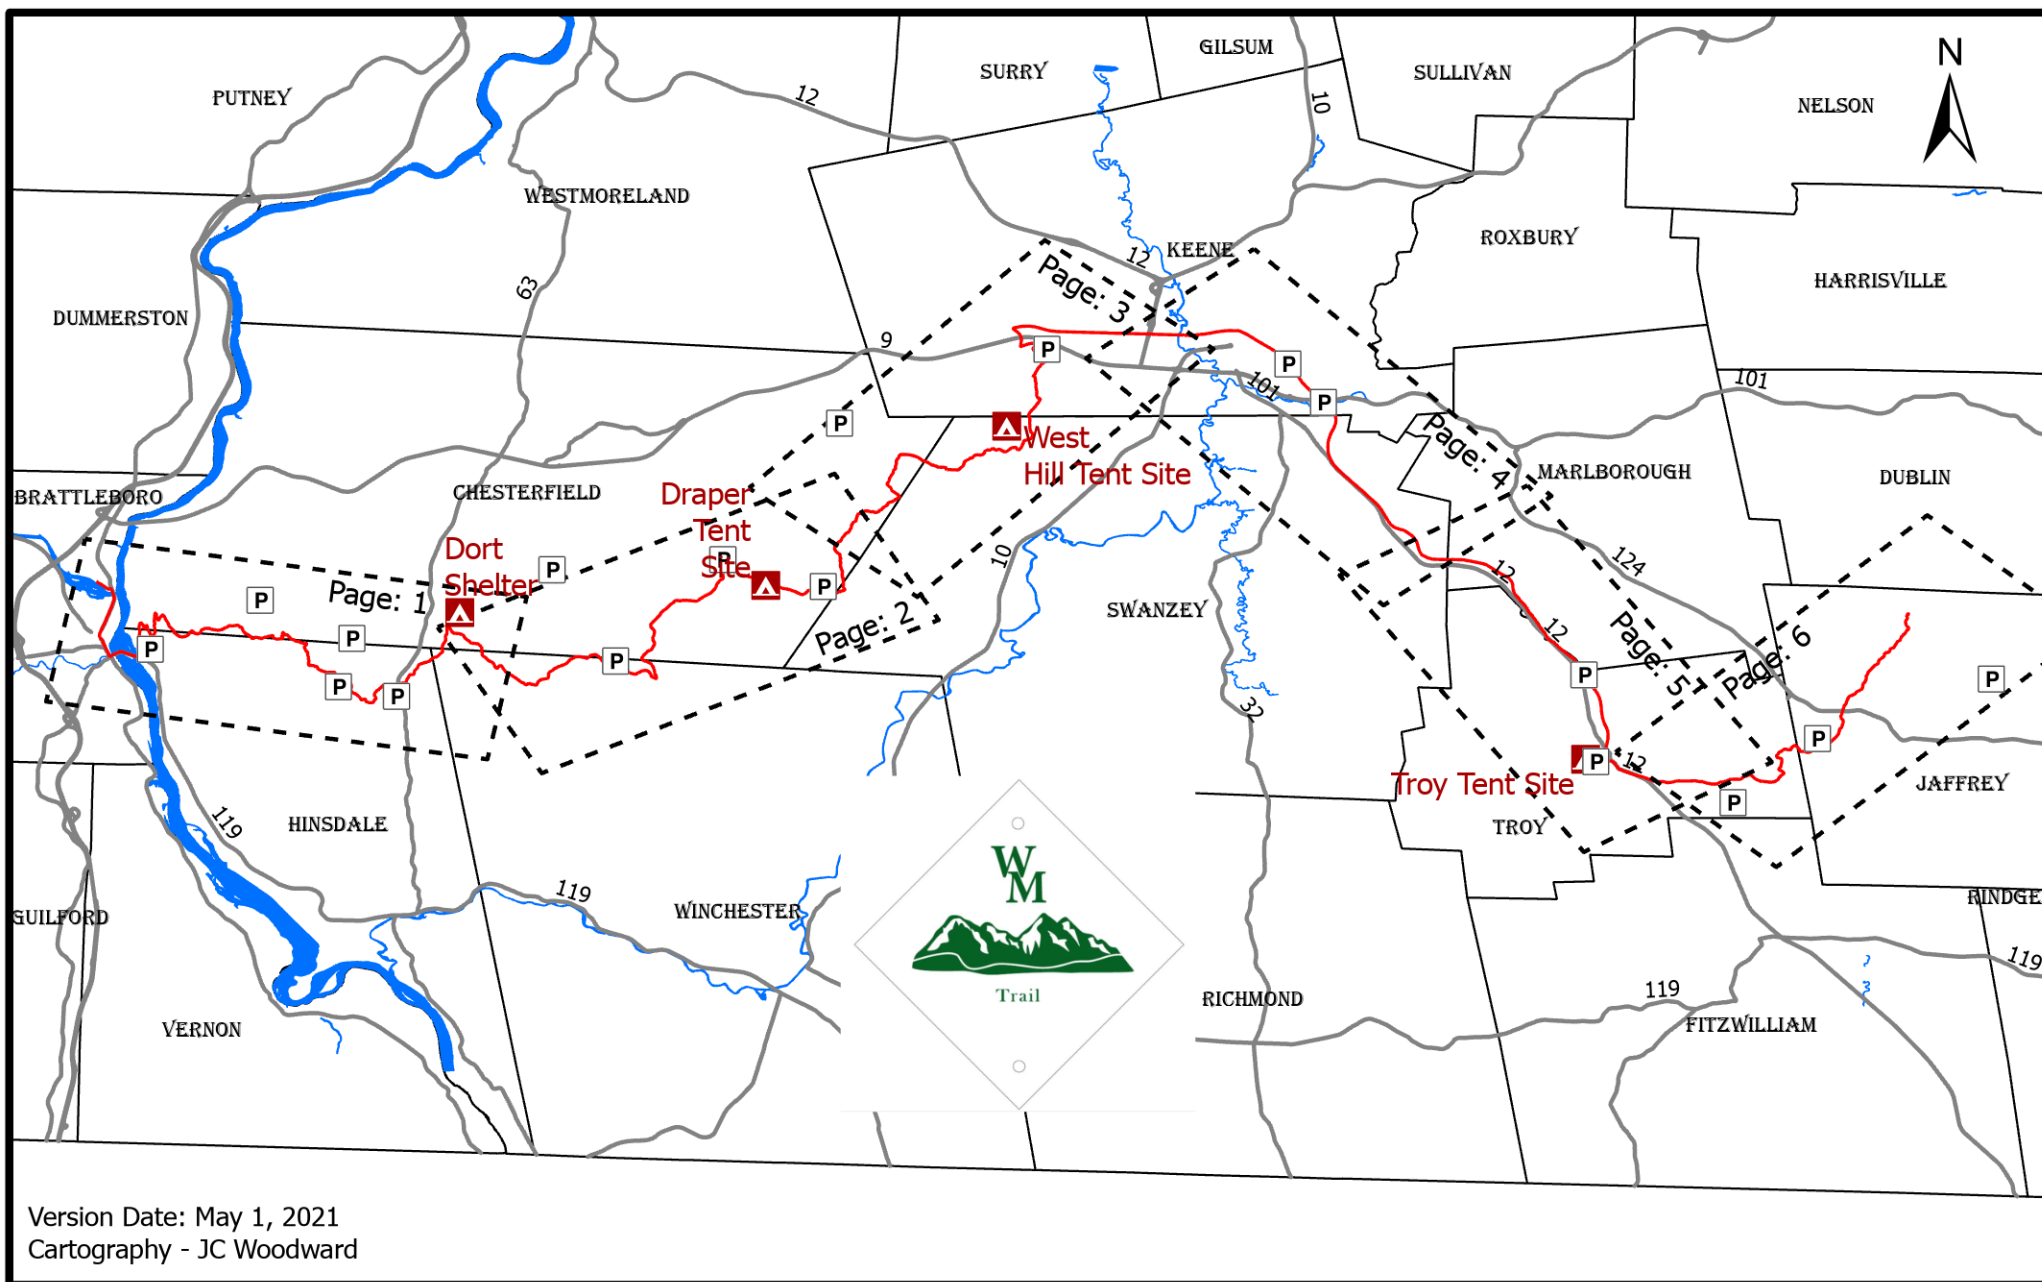 GILSUM
SURRY
SULLIVAN
N
PUTNEY
12
10
NELSON
WESTMORELAND
ROXBURY
KEENE
12
Page: 3
HARRISVILLE
63
DUMMERSTON
9
P
P
101
101
P
P
West
Hill Tent Site
Page: 4
MARLBOROUGH
DUBLIN
BRATTLEBORO
CHESTERFIELD
Draper
Tent
Site
P
Dort
Shelter
P
10
12
124
P
P
Page: 1
SWANZEY
Page: 2
12
P
P
P
Page: 5
Page: 6
P
P
P
P
32
P
12
P
Troy Tent Site
P
JAFFREY
119
HINSDALE
TROY
W
M
Trail
119
WINCHESTER
GUILFORD
RINDGE
119
119
RICHMOND
FITZWILLIAM
VERNON
Version Date: May 1, 2021
Cartography - JC Woodward